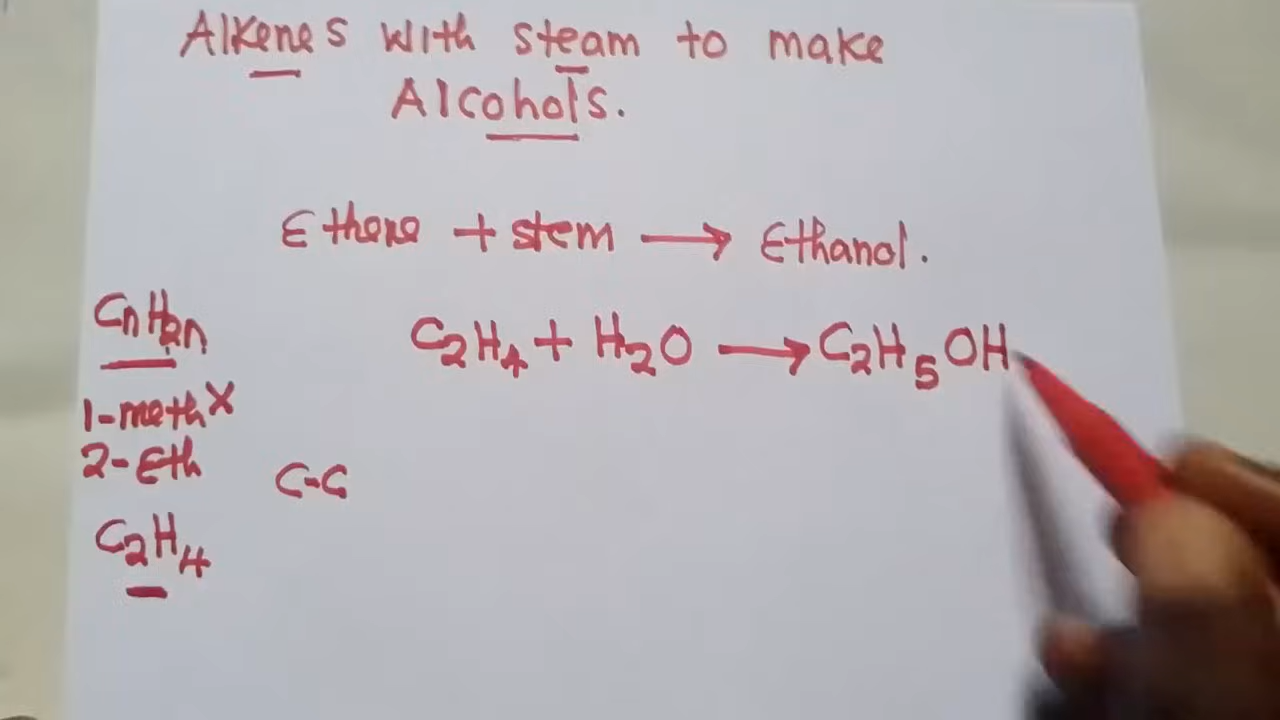 Alkenes with steam to make
Alcohols.
Ethene + stem → Ethanol.
C₂H₄ + H₂O → C₂H₅OH
CnH₂n
1-meth X
2-Eth
C-C
C₂H₄